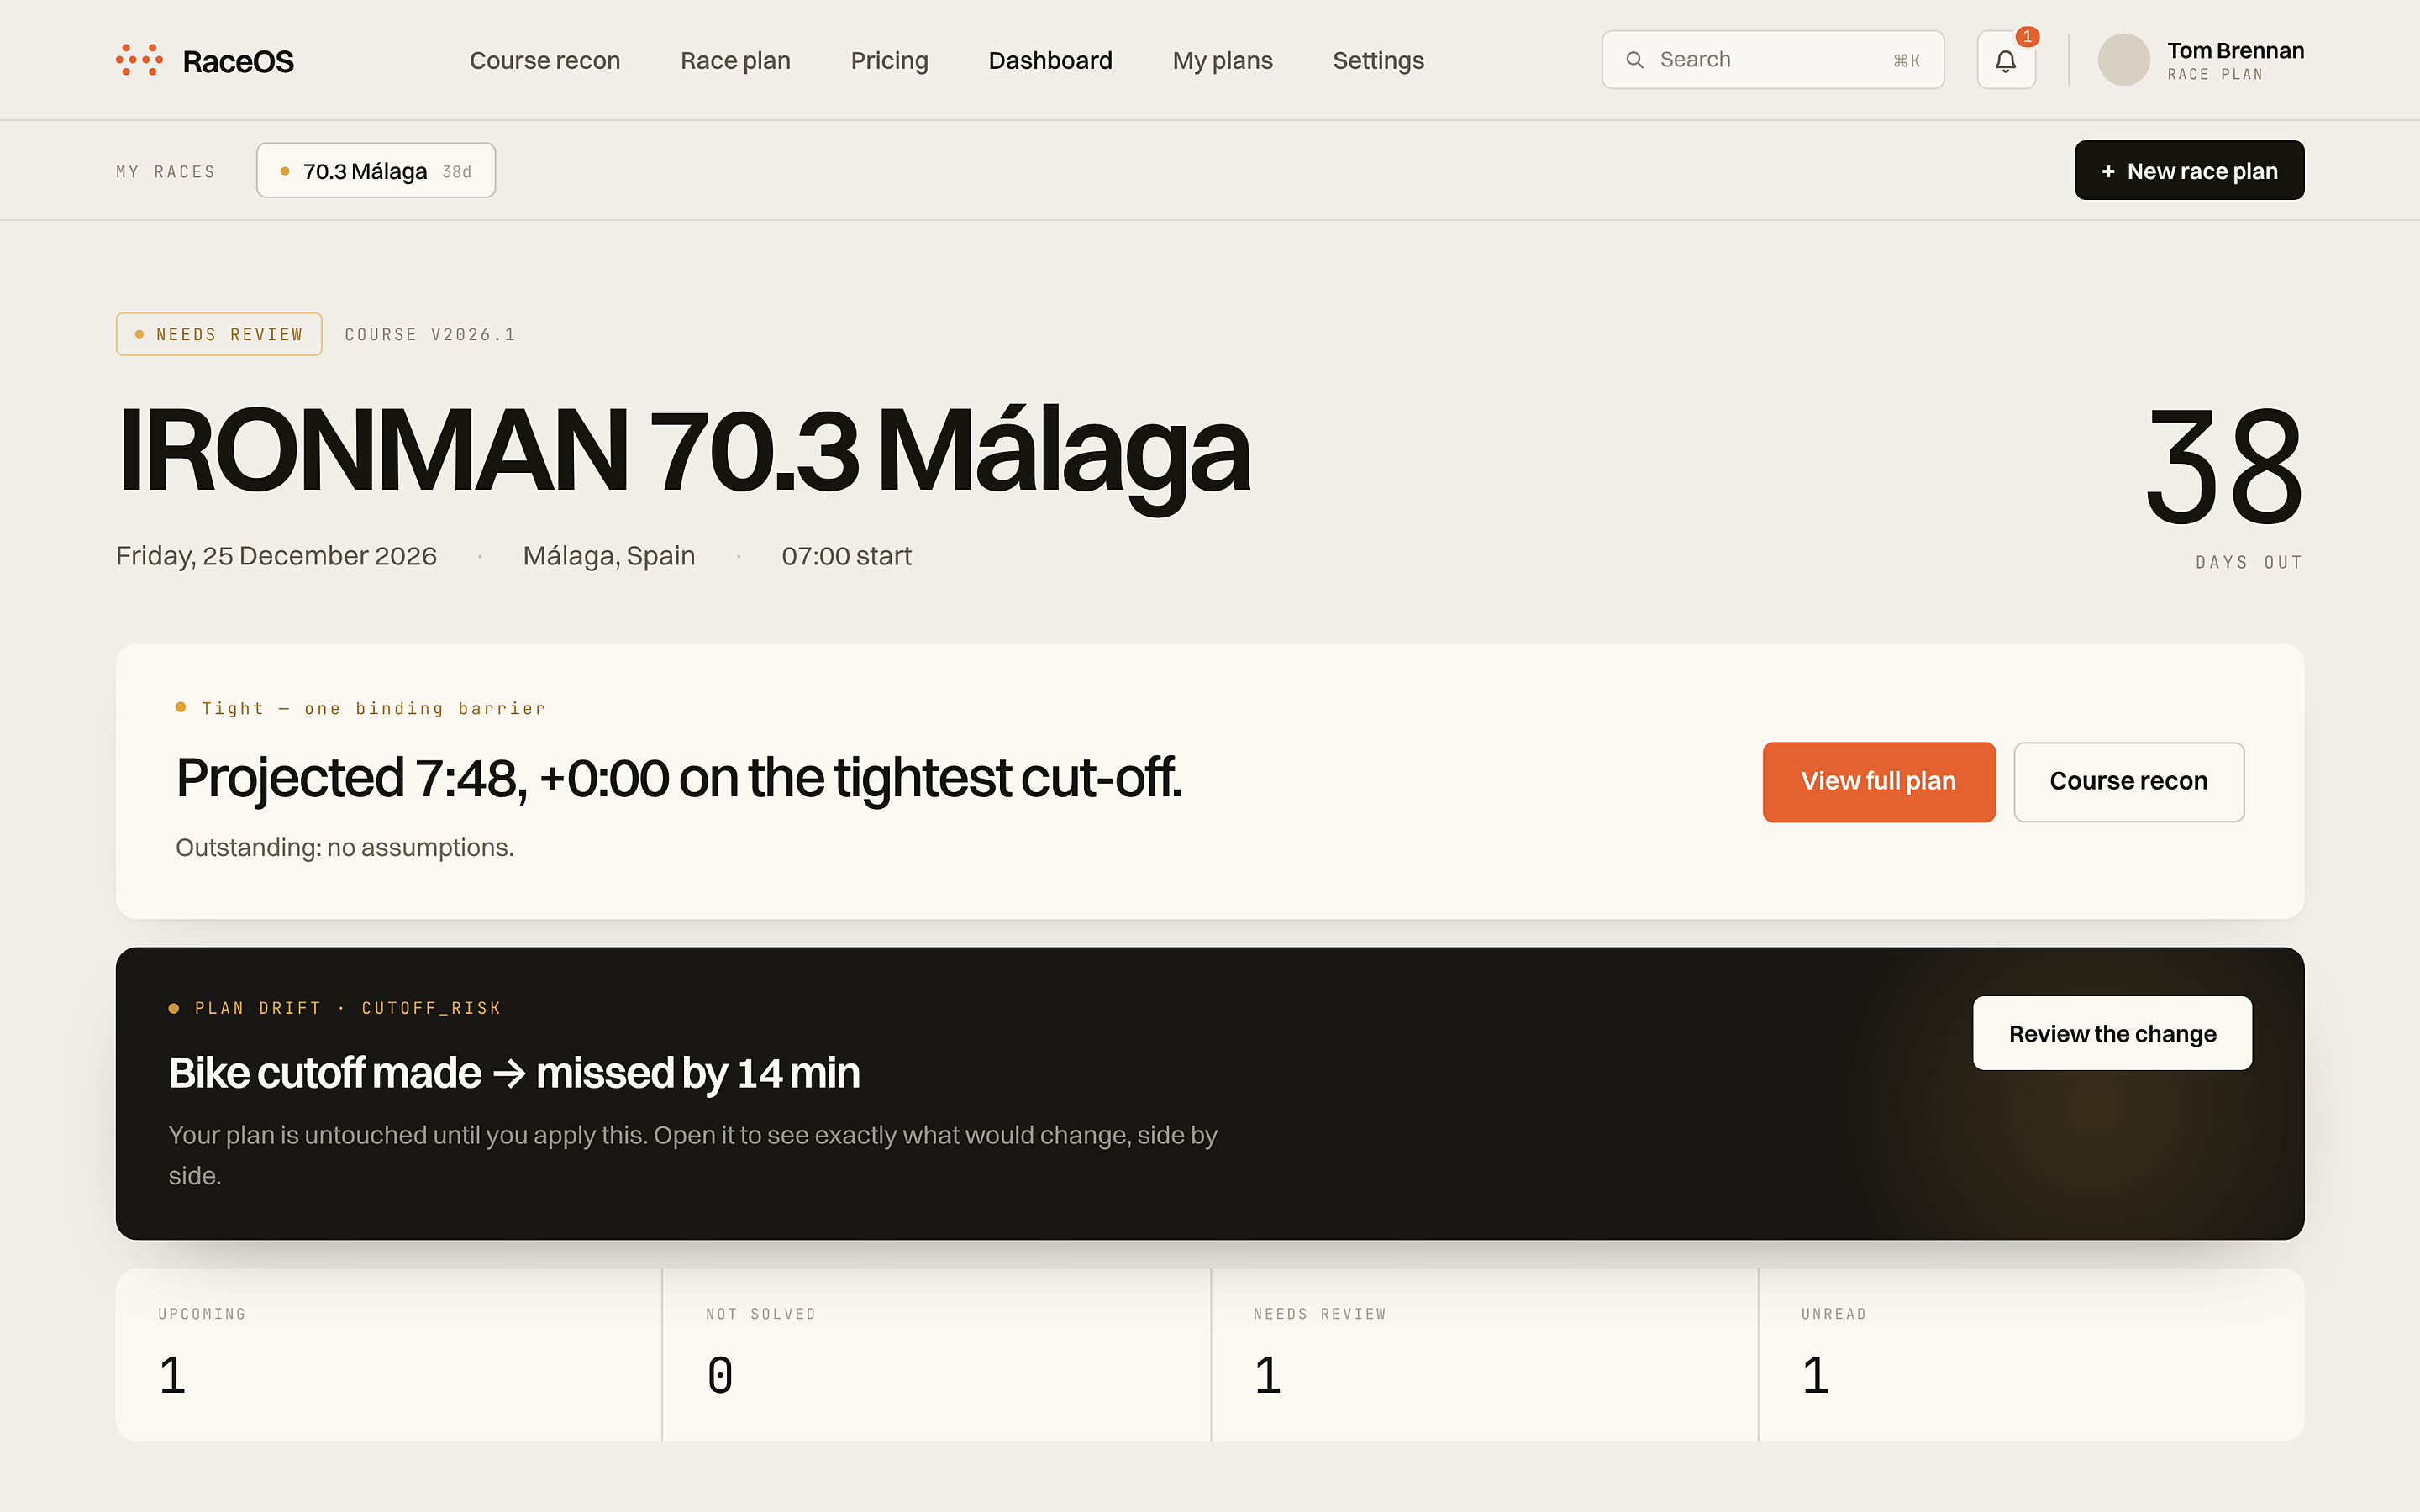 RaceOS
Course recon
Race plan
Pricing
Dashboard
My plans
Settings
Search ⌘K
1
Tom Brennan
RACE PLAN
MY RACES
70.3 Málaga 38d
+ New race plan
NEEDS REVIEW
COURSE V2026.1
IRONMAN 70.3 Málaga
38
DAYS OUT
Friday, 25 December 2026 · Málaga, Spain · 07:00 start
Tight — one binding barrier
Projected 7:48, +0:00 on the tightest cut-off.
Outstanding: no assumptions.
View full plan
Course recon
PLAN DRIFT · CUTOFF_RISK
Bike cutoff made → missed by 14 min
Your plan is untouched until you apply this. Open it to see exactly what would change, side by
side.
Review the change
UPCOMING
1
NOT SOLVED
0
NEEDS REVIEW
1
UNREAD
1